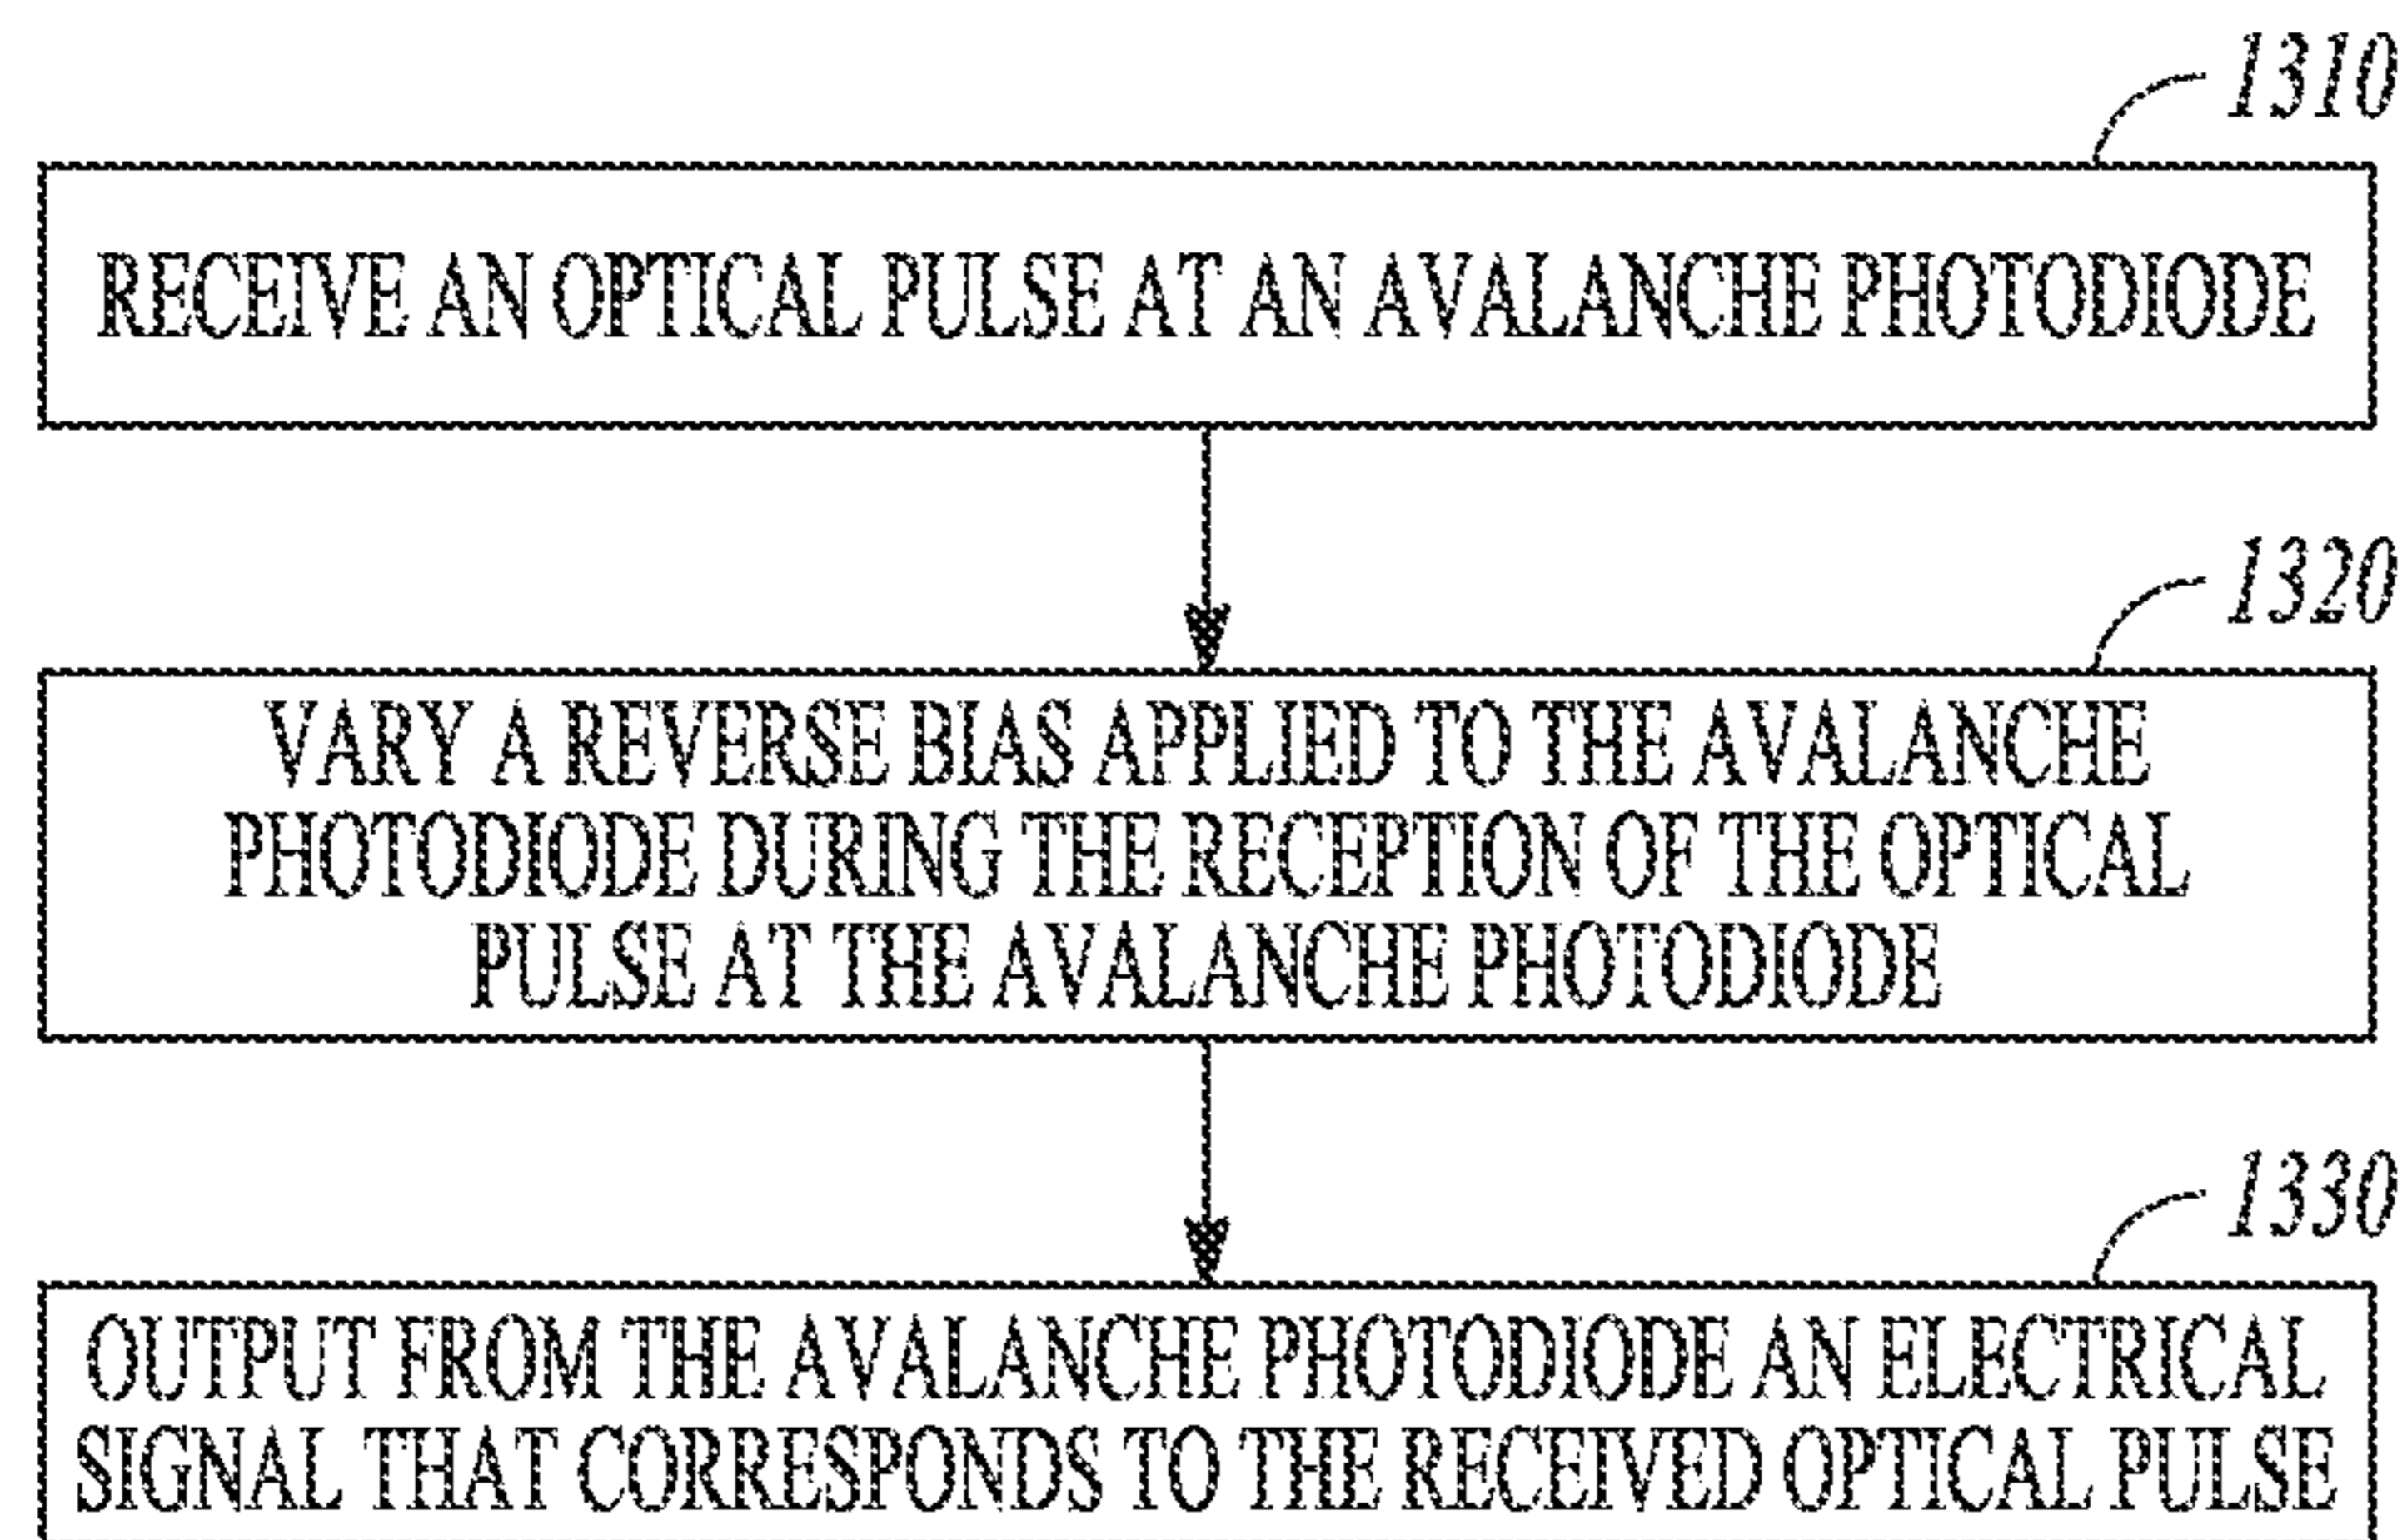 1310
RECEIVE AN OPTICAL PULSE AT AN AVALANCHE PHOTODIODE
1320
VARY A REVERSE BIAS APPLIED TO THE AVALANCHE
PHOTODIODE DURING THE RECEPTION OF THE OPTICAL
PULSE AT THE AVALANCHE PHOTODIODE
1330
OUTPUT FROM THE AVALANCHE PHOTODIODE AN ELECTRICAL
SIGNAL THAT CORRESPONDS TO THE RECEIVED OPTICAL PULSE